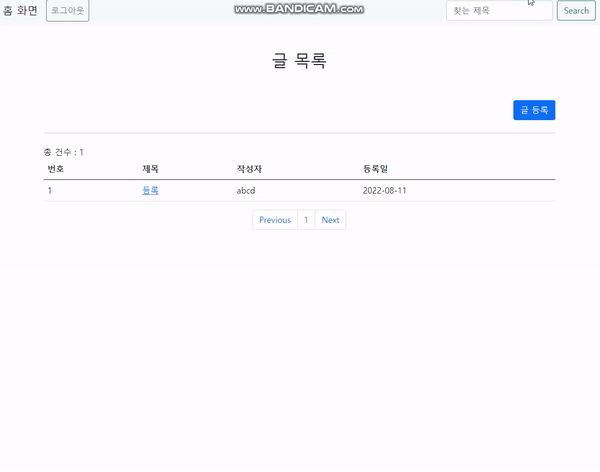 홈 화면 로그아웃 www.BANDICAM.com 찾는 제목 Search
글 목록
글 등록
총 건수 : 1
번호 제목 작성자 등록일
1 등록 abcd 2022-08-11
Previous 1 Next